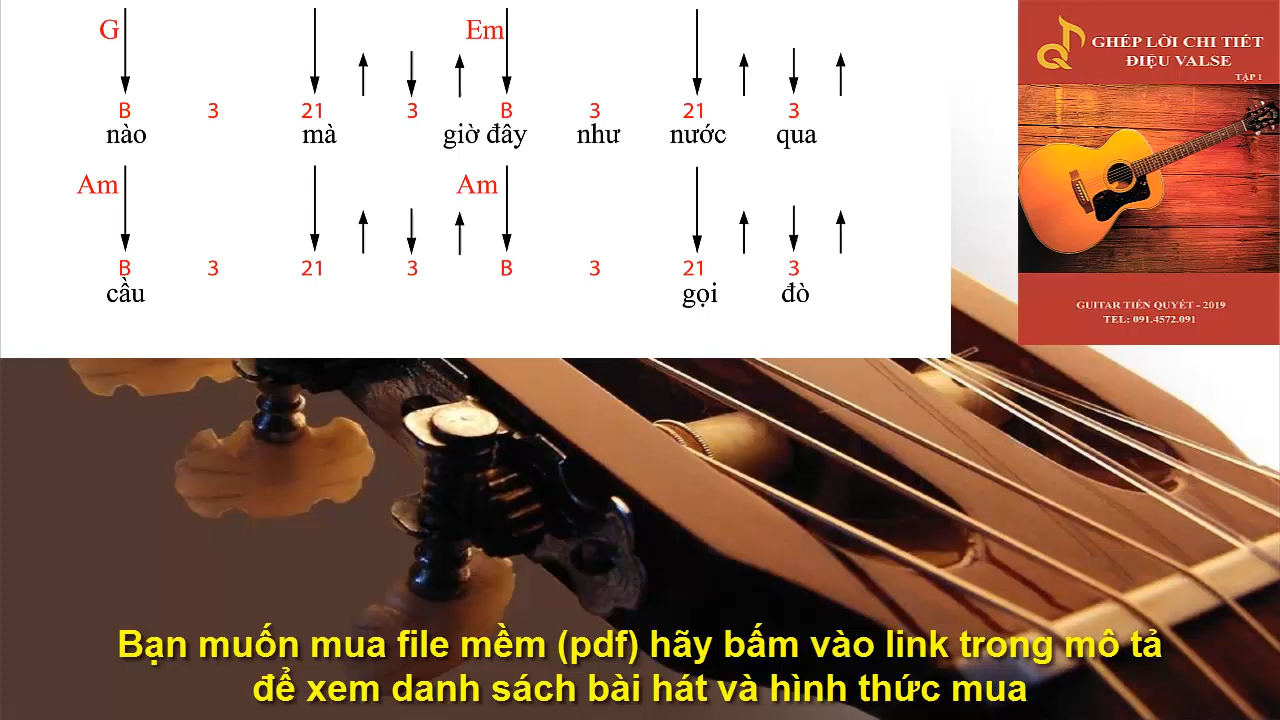 G Em
B 3 21 3 B 3 21 3
nào mà giờ đây như nước qua
Am Am
B 3 21 3 B 3 21 3
cầu gọi đò
GHÉP LỜI CHI TIẾT
ĐIỆU VALSE
TẬP 1
GUITAR TIẾN QUYẾT - 2019
TEL: 091.4572.091
Bạn muốn mua file mềm (pdf) hãy bấm vào link trong mô tả
để xem danh sách bài hát và hình thức mua